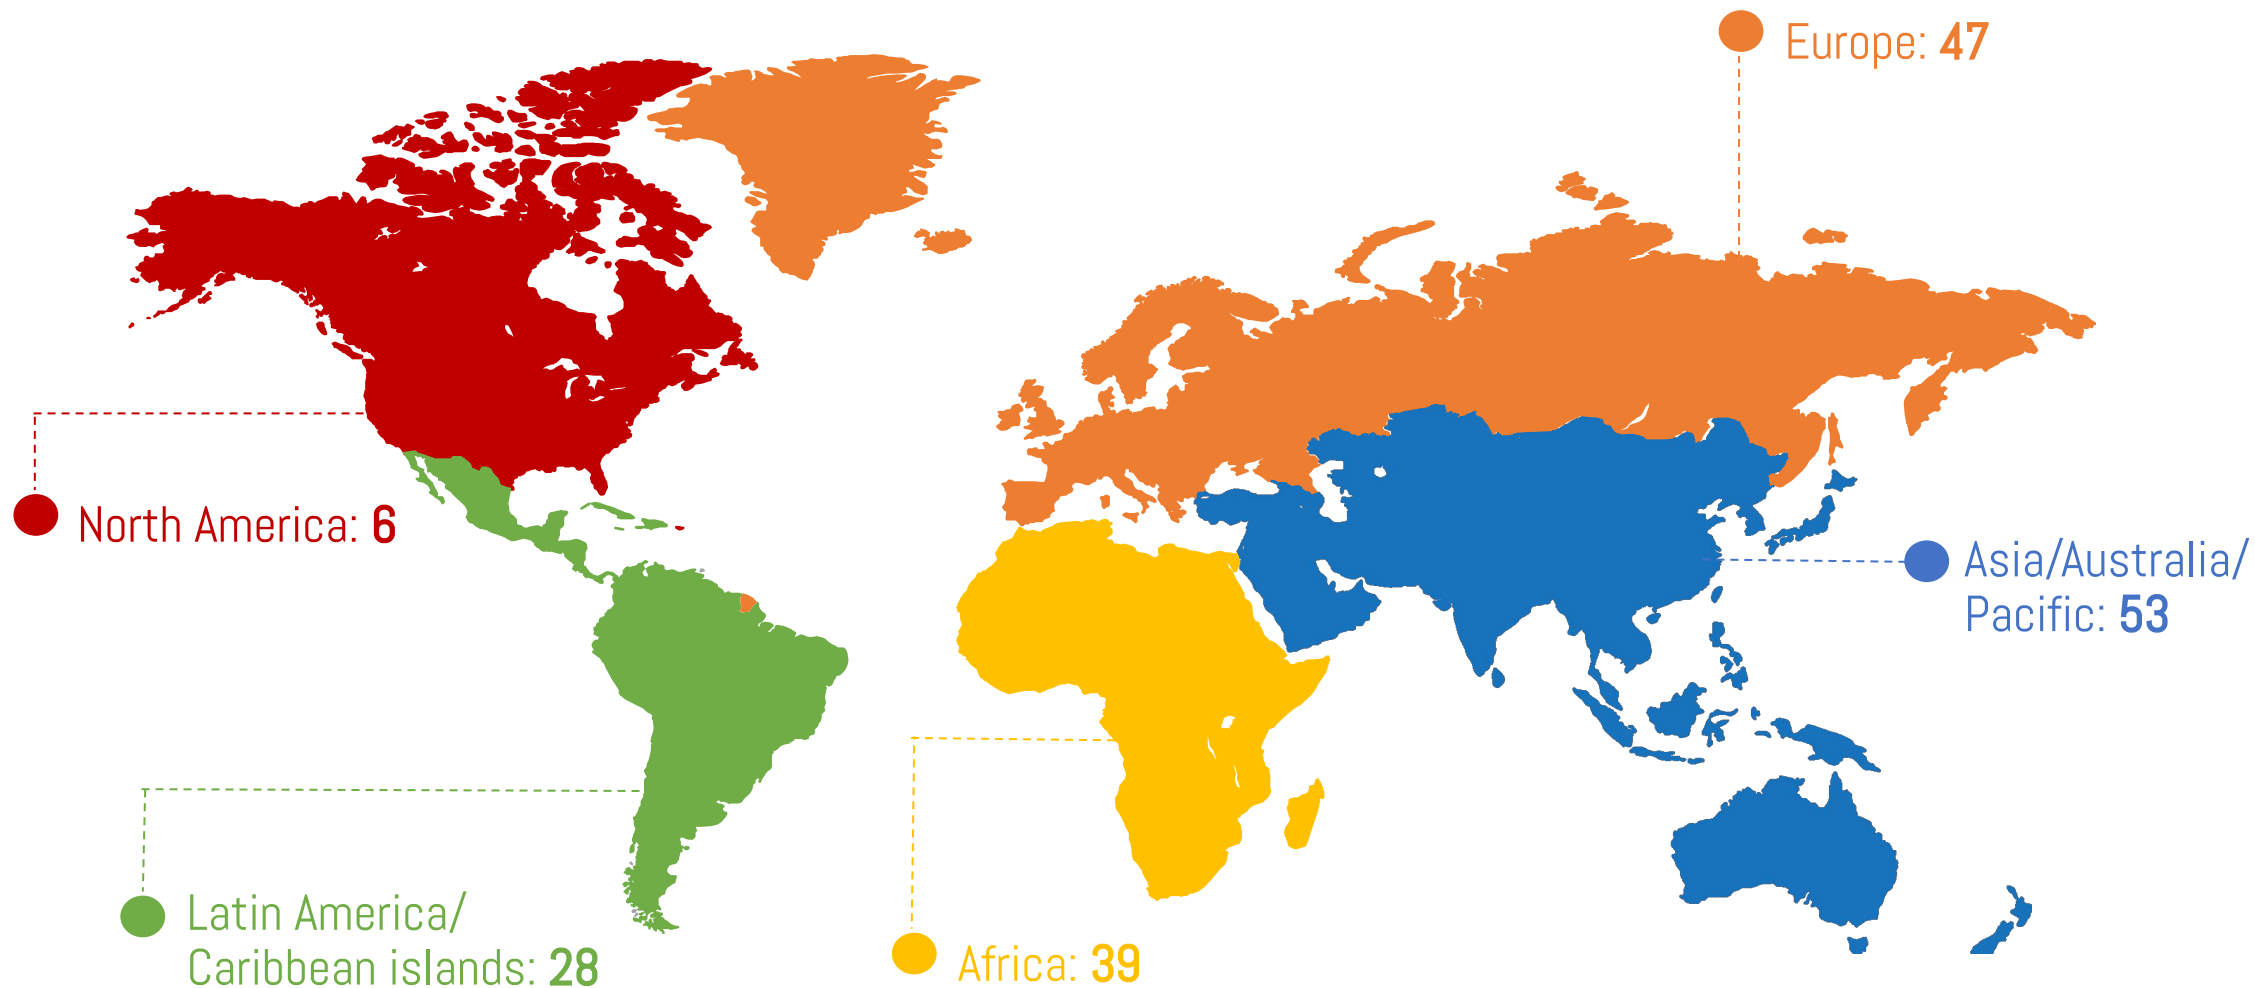 Europe: 47
North America: 6
Asia/Australia/
Pacific: 53
Latin America/
Caribbean islands: 28
Africa: 39